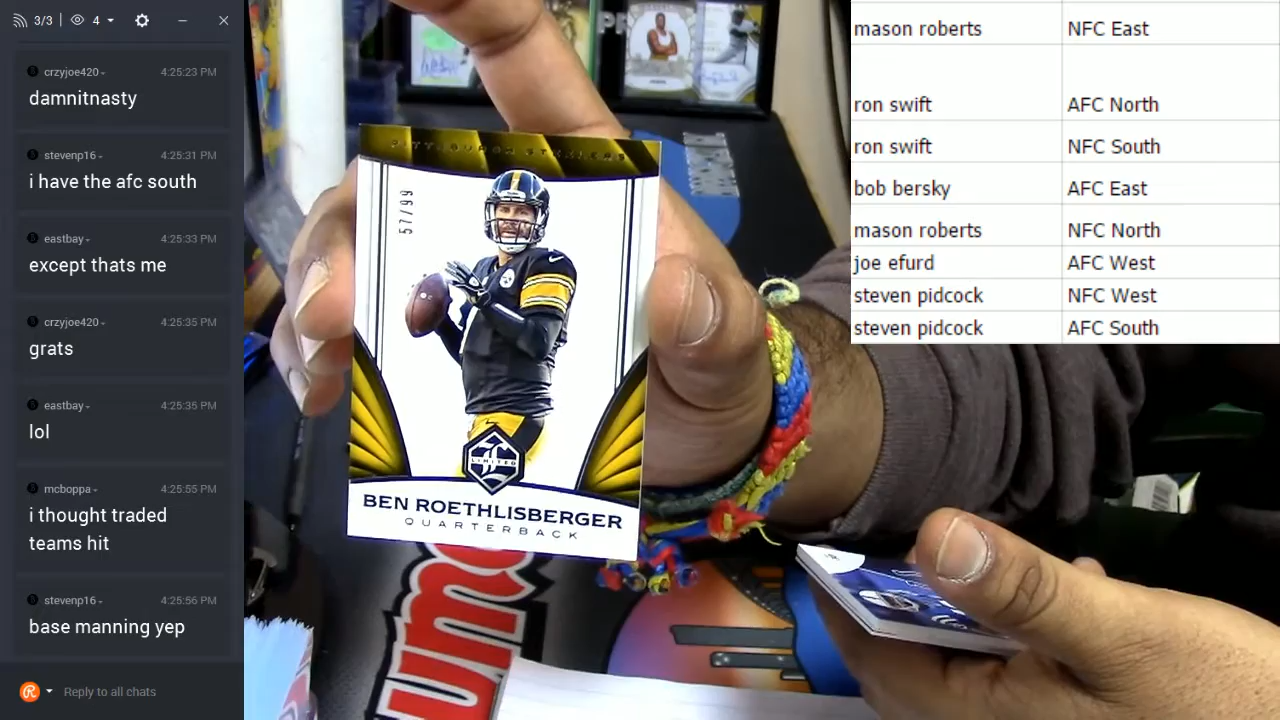 3/3 4
crzyjoe420 4:25:23 PM
damnitnasty
stevenp16 4:25:31 PM
i have the afc south
eastbay 4:25:33 PM
except thats me
crzyjoe420 4:25:35 PM
grats
eastbay 4:25:35 PM
lol
mcboppa 4:25:55 PM
i thought traded
teams hit
stevenp16 4:25:56 PM
base manning yep
Reply to all chats
PITTSBURGH STEELERS
57/99
LIMITED
BEN ROETHLISBERGER
QUARTERBACK
mason roberts NFC East
ron swift AFC North
ron swift NFC South
bob bersky AFC East
mason roberts NFC North
joe efurd AFC West
steven pidcock NFC West
steven pidcock AFC South